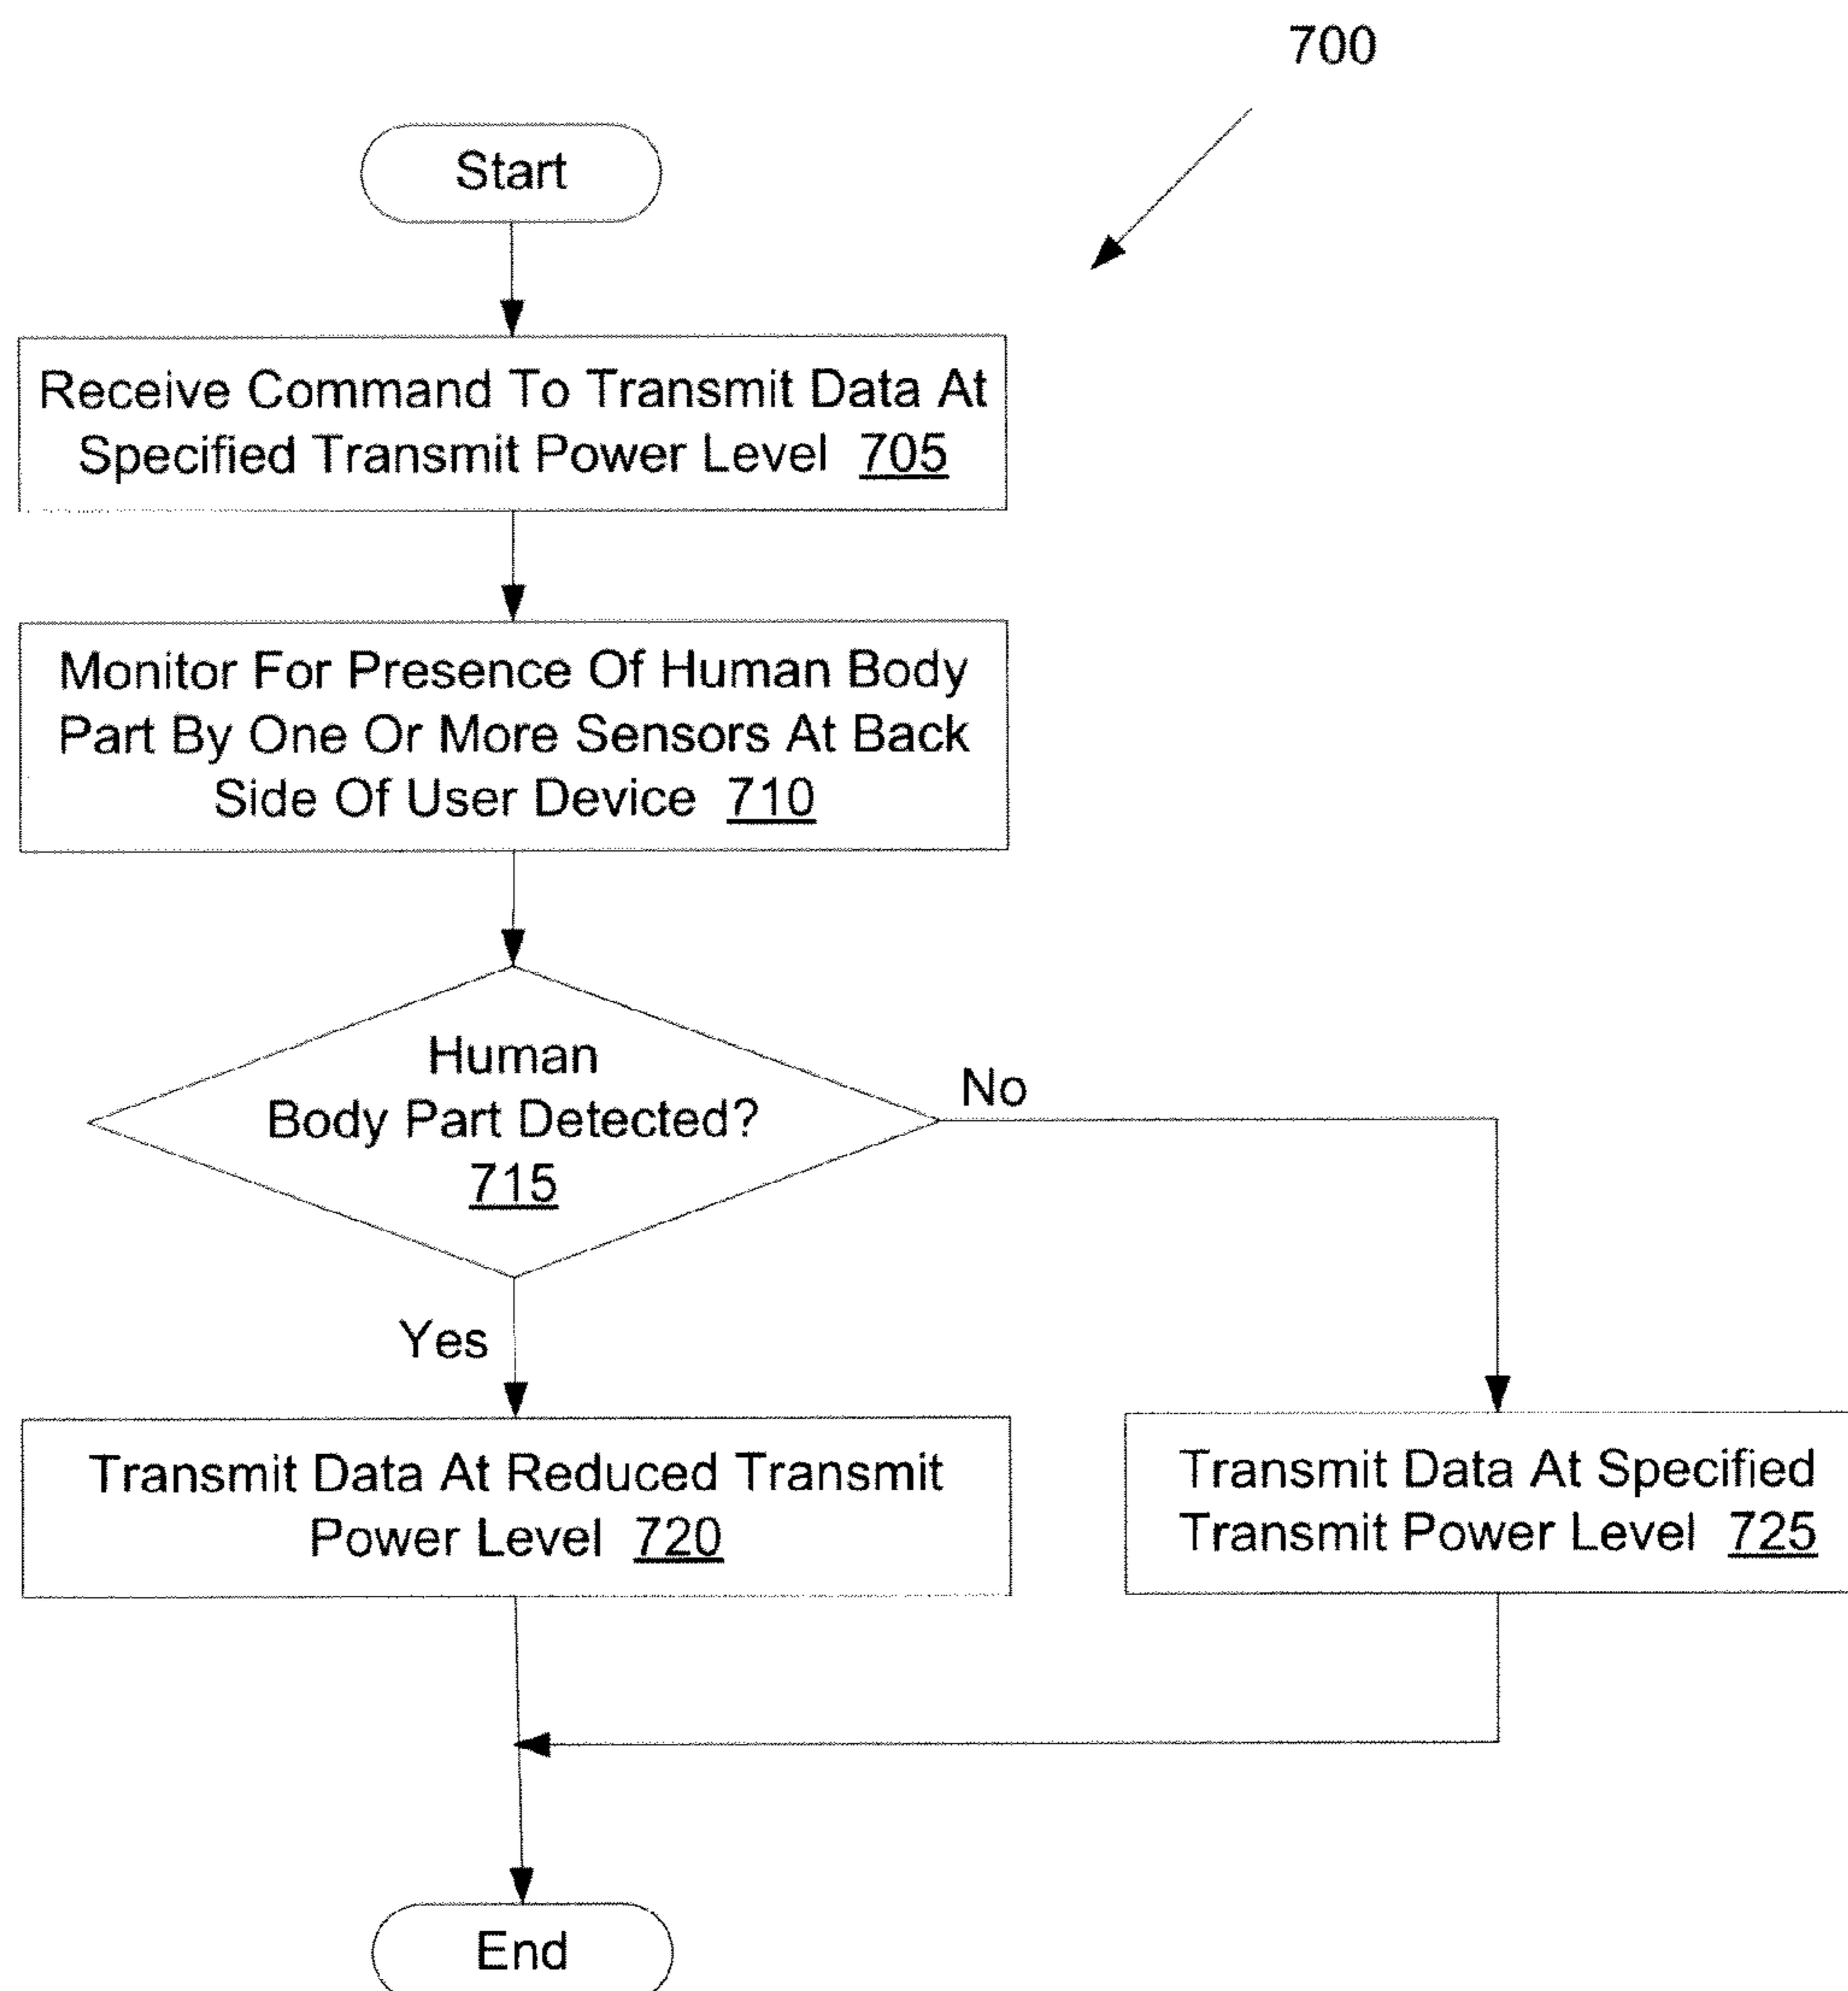 700
Start
Receive Command To Transmit Data At
Specified Transmit Power Level 705
Monitor For Presence Of Human Body
Part By One Or More Sensors At Back
Side Of User Device 710
Human
Body Part Detected?
715
No
Yes
Transmit Data At Reduced Transmit
Power Level 720
Transmit Data At Specified
Transmit Power Level 725
End